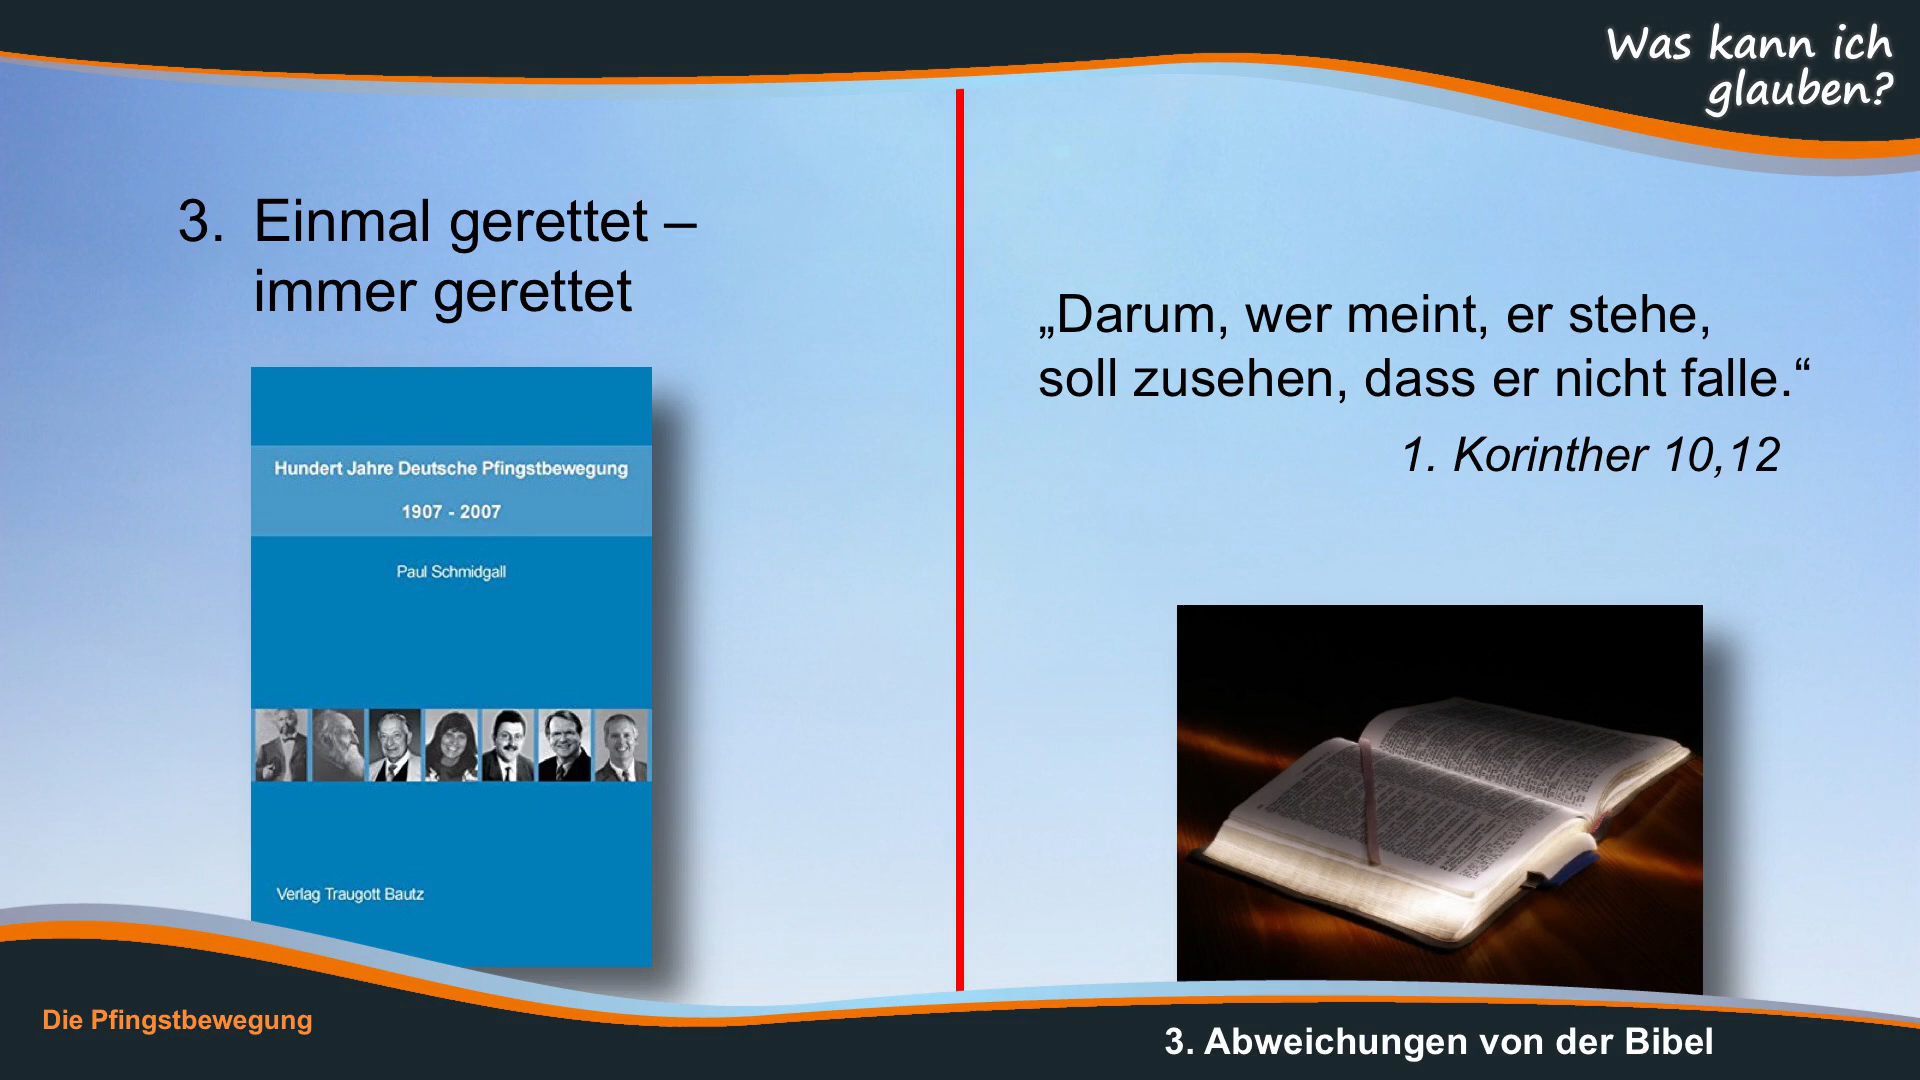 Was kann ich
glauben?
3. Einmal gerettet –
immer gerettet
Hundert Jahre Deutsche Pfingstbewegung
1907 - 2007
Paul Schmidgall
Verlag Traugott Bautz
„Darum, wer meint, er stehe,
soll zusehen, dass er nicht falle.“
1. Korinther 10,12
Die Pfingstbewegung
3. Abweichungen von der Bibel